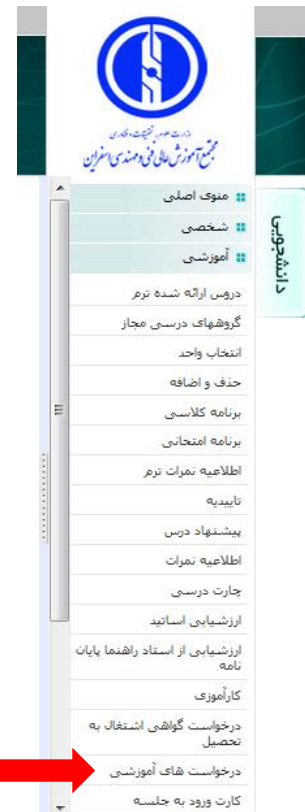 وزارت علوم، تحقیقات و فناوری
مجتمع آموزش عالی فنی و مهندسی اسفراین
دانشجویی
منوی اصلی
شخصی
آموزشی
دروس ارائه شده ترم
گروههای درسی مجاز
انتخاب واحد
حذف و اضافه
برنامه کلاسی
برنامه امتحانی
اطلاعیه نمرات ترم
تاییدیه
پیشنهاد درس
اطلاعیه نمرات
چارت درسی
ارزشیابی اساتید
ارزشیابی از استاد راهنما پایان
نامه
کارآموزی
درخواست گواهی اشتغال به
تحصیل
درخواست های آموزشی
کارت ورود به جلسه